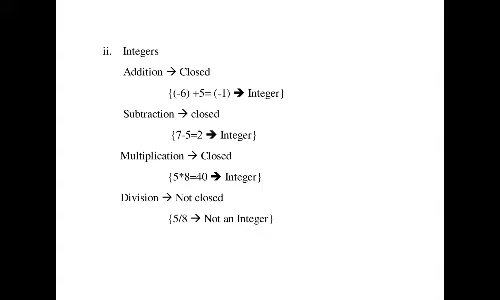 ii. Integers
Addition → Closed
{(-6) +5= (-1) 🡺 Integer}
Subtraction → closed
{7-5=2 🡺 Integer}
Multiplication → Closed
{5*8=40 🡺 Integer}
Division → Not closed
{5/8 → Not an Integer}